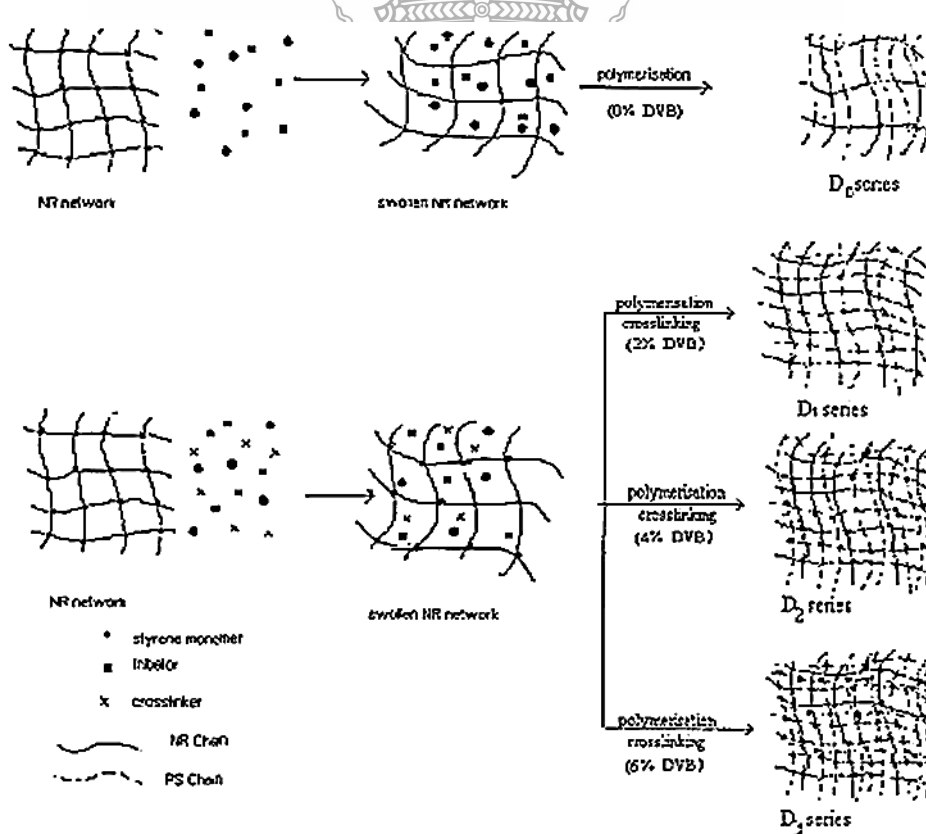 polymerisation
(0% DVB)
NR network
swollen NR network
D0 series
polymerisation
crosslinking
(2% DVB)
D1 series
polymerisation
crosslinking
(4% DVB)
NR network
swollen NR network
D2 series
styrene monomer
crosslinker
NR Chain
PS Chain
polymerisation
crosslinking
(6% DVB)
series